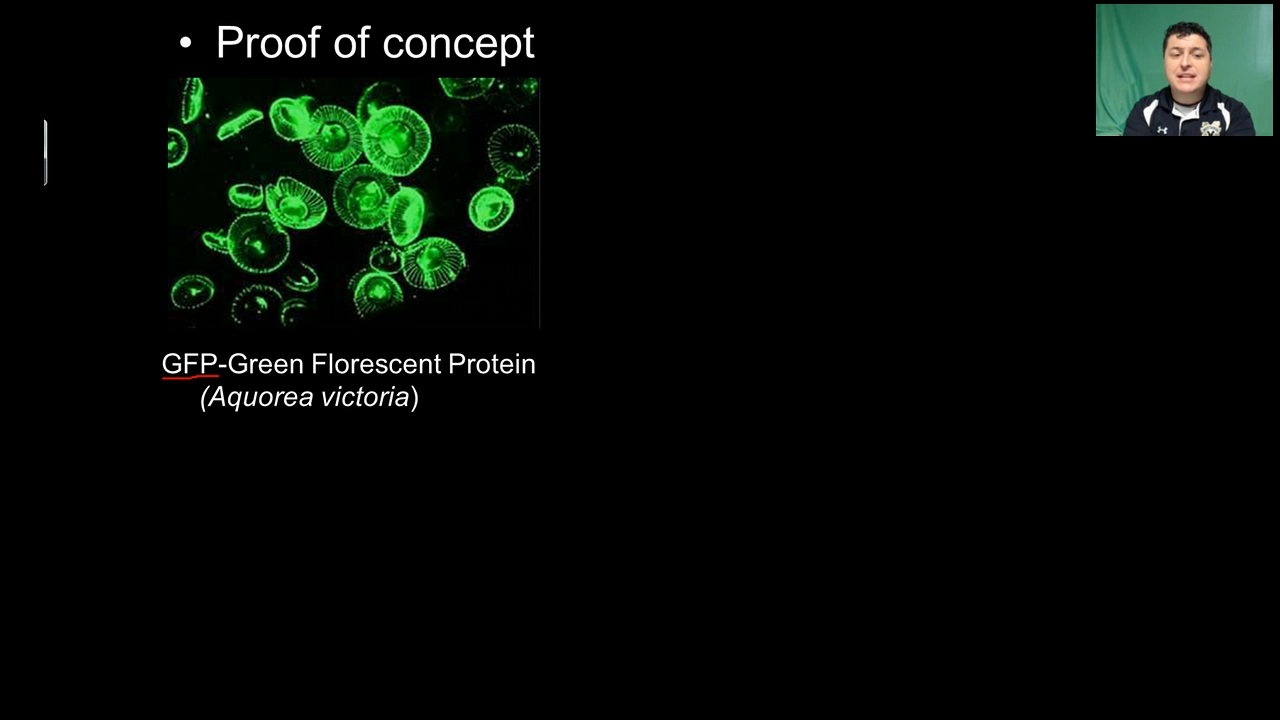 • Proof of concept
GFP-Green Florescent Protein
(Aquorea victoria)